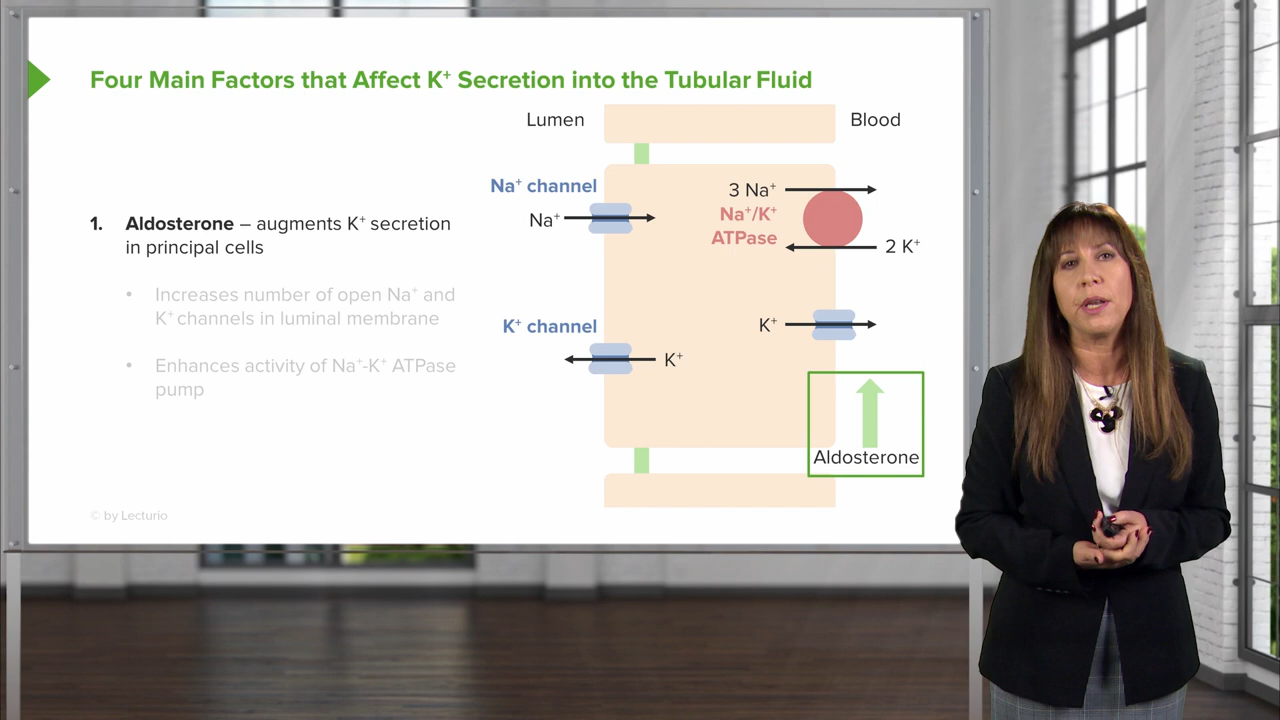 Four Main Factors that Affect K⁺ Secretion into the Tubular Fluid
1. Aldosterone – augments K⁺ secretion
in principal cells
• Increases number of open Na⁺ and
K⁺ channels in luminal membrane
• Enhances activity of Na⁺-K⁺ ATPase
pump
Lumen
Blood
Na⁺ channel
Na⁺
3 Na⁺
Na⁺/K⁺
ATPase
2 K⁺
K⁺ channel
K⁺
K⁺
Aldosterone
© by Lecturio